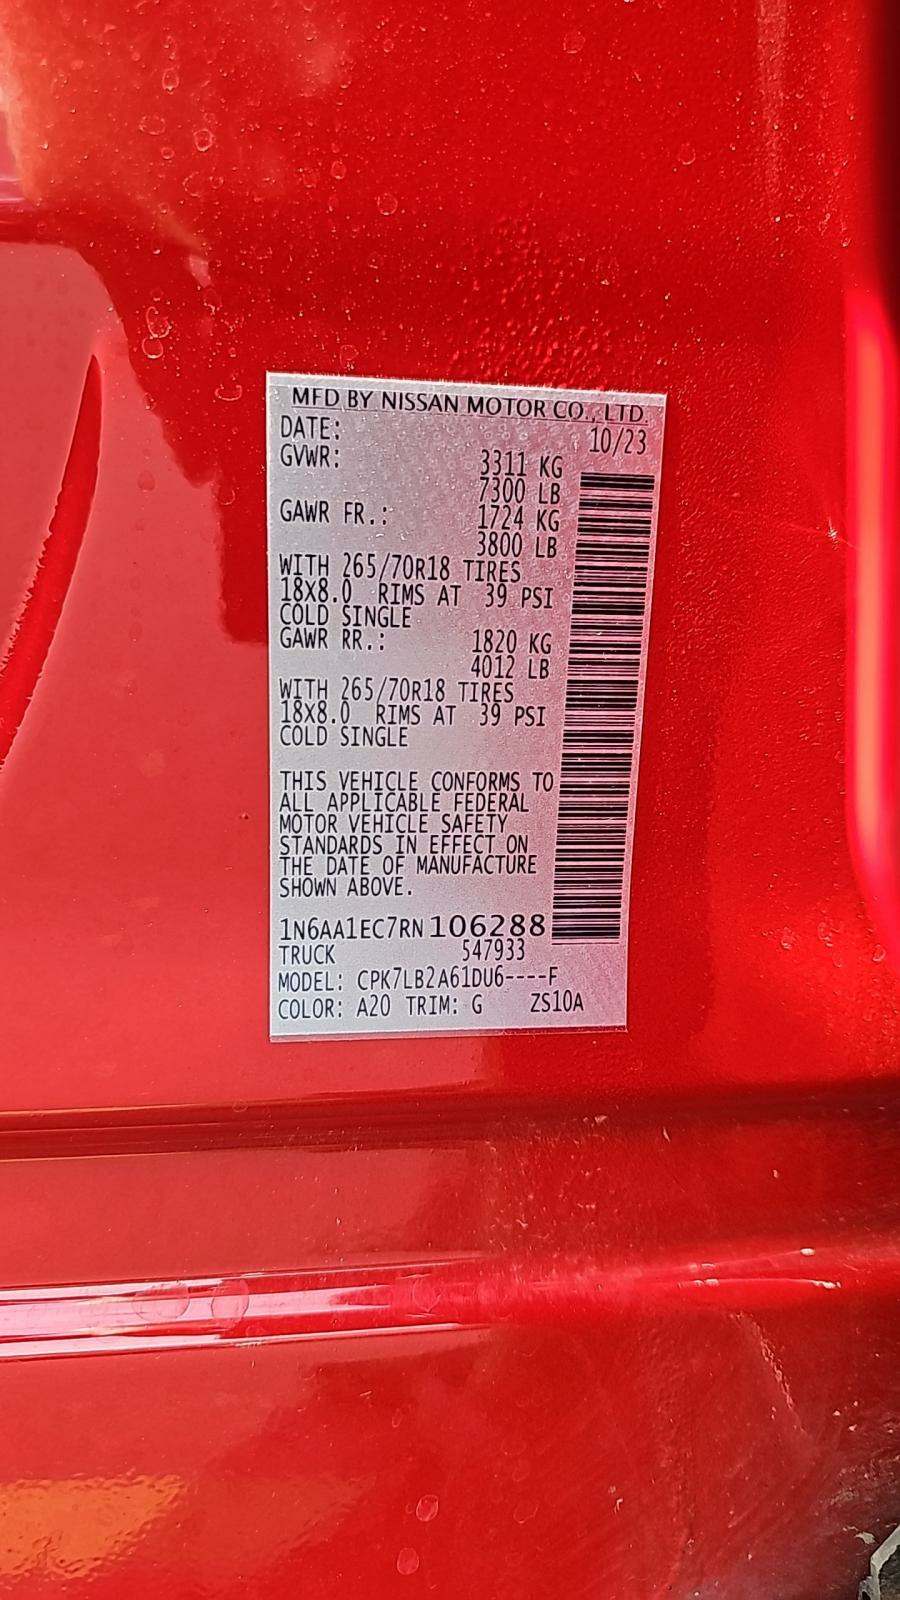 MFD BY NISSAN MOTOR CO., LTD.
DATE: 10/23
GVWR: 3311 KG
7300 LB
GAWR FR.: 1724 KG
3800 LB
WITH 265/70R18 TIRES
18X8.0 RIMS AT 39 PSI
COLD SINGLE
GAWR RR.: 1820 KG
4012 LB
WITH 265/70R18 TIRES
18X8.0 RIMS AT 39 PSI
COLD SINGLE
THIS VEHICLE CONFORMS TO
ALL APPLICABLE FEDERAL
MOTOR VEHICLE SAFETY
STANDARDS IN EFFECT ON
THE DATE OF MANUFACTURE
SHOWN ABOVE.
1N6AA1EC7RN106288
TRUCK 547933
MODEL: CPK7LB2A61DU6----F
COLOR: A20 TRIM: G ZS10A